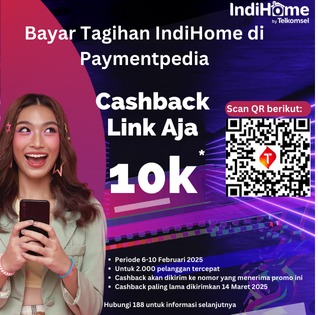 IndiHome
by Telkomsel
Bayar Tagihan IndiHome di
Paymentpedia
Cashback
Link Aja
10k*
Scan QR berikut:
Periode 6-10 Februari 2025
Untuk 2.000 pelanggan tercepat
Cashback akan dikirim ke nomor yang menerima promo ini
Cashback paling lama dikirimkan 14 Maret 2025
Hubungi 188 untuk informasi selanjutnya